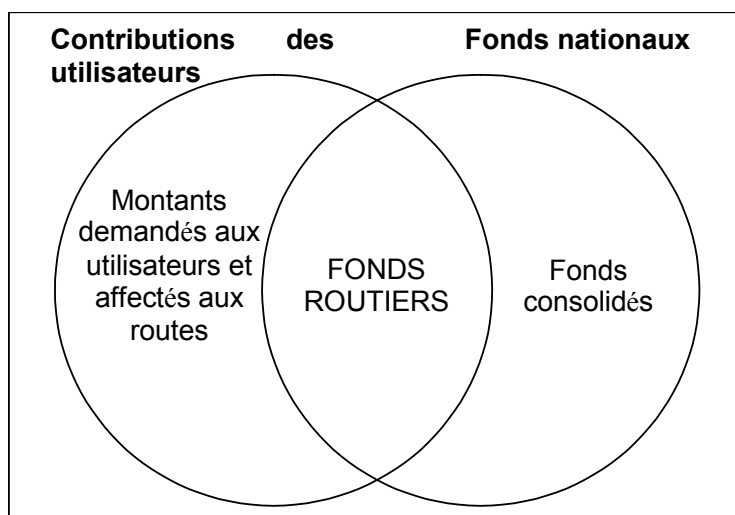 Contributions des
utilisateurs
Fonds nationaux
Montants
demandés aux
utilisateurs et
affectés aux
routes
FONDS
ROUTIERS
Fonds
consolidés